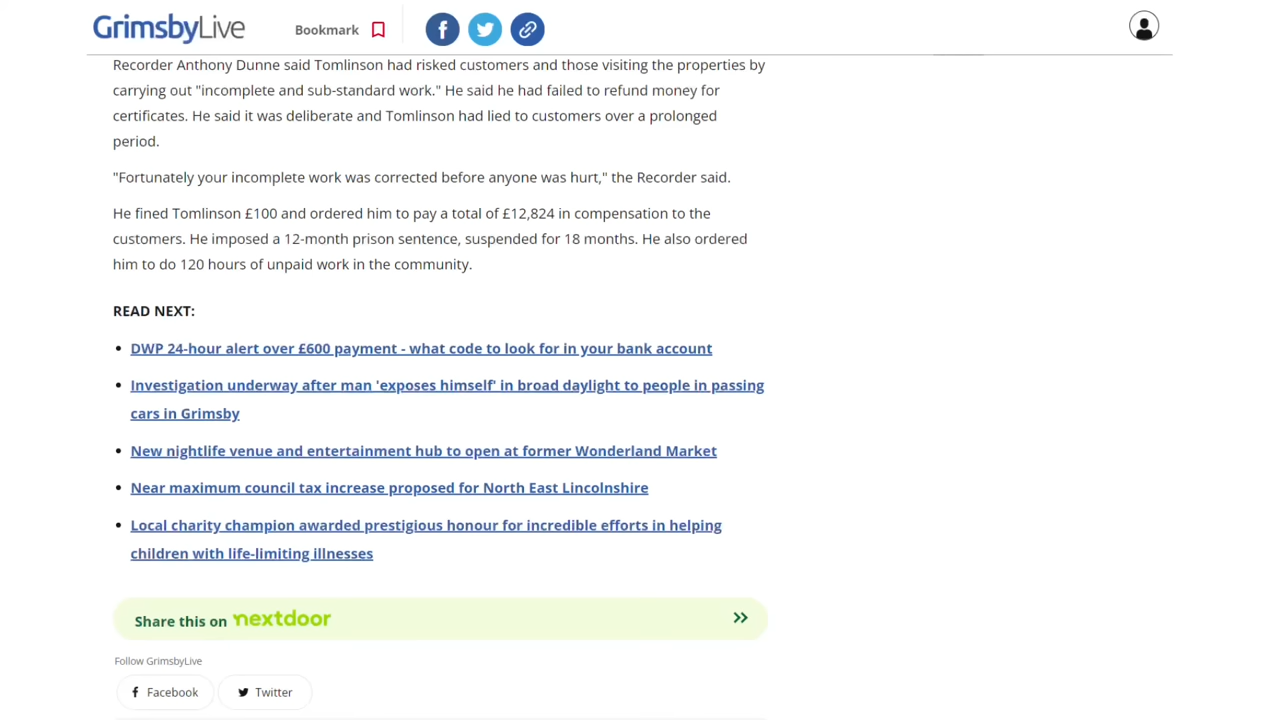 GrimsbyLive
Bookmark
Recorder Anthony Dunne said Tomlinson had risked customers and those visiting the properties by
carrying out "incomplete and sub-standard work." He said he had failed to refund money for
certificates. He said it was deliberate and Tomlinson had lied to customers over a prolonged
period.
"Fortunately your incomplete work was corrected before anyone was hurt," the Recorder said.
He fined Tomlinson £100 and ordered him to pay a total of £12,824 in compensation to the
customers. He imposed a 12-month prison sentence, suspended for 18 months. He also ordered
him to do 120 hours of unpaid work in the community.
READ NEXT:
• DWP 24-hour alert over £600 payment - what code to look for in your bank account
• Investigation underway after man 'exposes himself' in broad daylight to people in passing
cars in Grimsby
• New nightlife venue and entertainment hub to open at former Wonderland Market
• Near maximum council tax increase proposed for North East Lincolnshire
• Local charity champion awarded prestigious honour for incredible efforts in helping
children with life-limiting illnesses
Share this on nextdoor
Follow GrimsbyLive
Facebook
Twitter